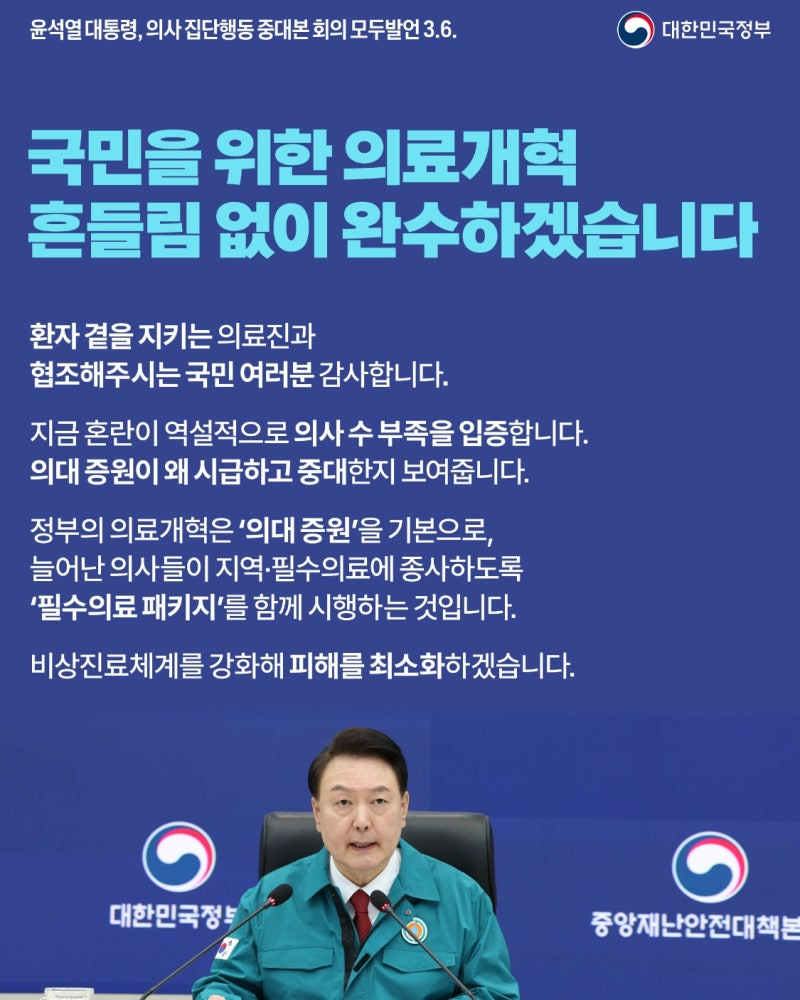 윤석열 대통령, 의사 집단행동 중대본 회의 모두발언 3.6.
대한민국정부
국민을 위한 의료개혁
흔들림 없이 완수하겠습니다
환자 곁을 지키는 의료진과
협조해주시는 국민 여러분 감사합니다.
지금 혼란이 역설적으로 의사 수 부족을 입증합니다.
의대 증원이 왜 시급하고 중대한지 보여줍니다.
정부의 의료개혁은 ‘의대 증원’을 기본으로,
늘어난 의사들이 지역·필수의료에 종사하도록
‘필수의료 패키지’를 함께 시행하는 것입니다.
비상진료체계를 강화해 피해를 최소화하겠습니다.
대한민국정부
중앙재난안전대책본